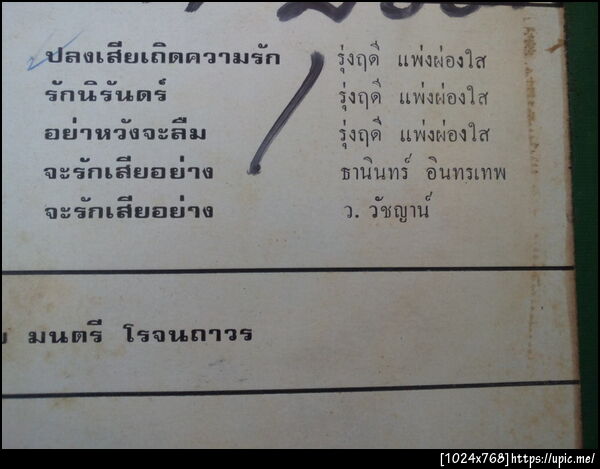 ปลงเสียเถิดความรัก รุ่งฤดี แพ่งผ่องใส
รักนิรันดร์ รุ่งฤดี แพ่งผ่องใส
อย่าหวังจะลืม รุ่งฤดี แพ่งผ่องใส
จะรักเสียอย่าง ธานินทร์ อินทรเทพ
จะรักเสียอย่าง ว. วัชญาน์
มนตรี โรจนถาวร
[1024x768]https://upic.me/